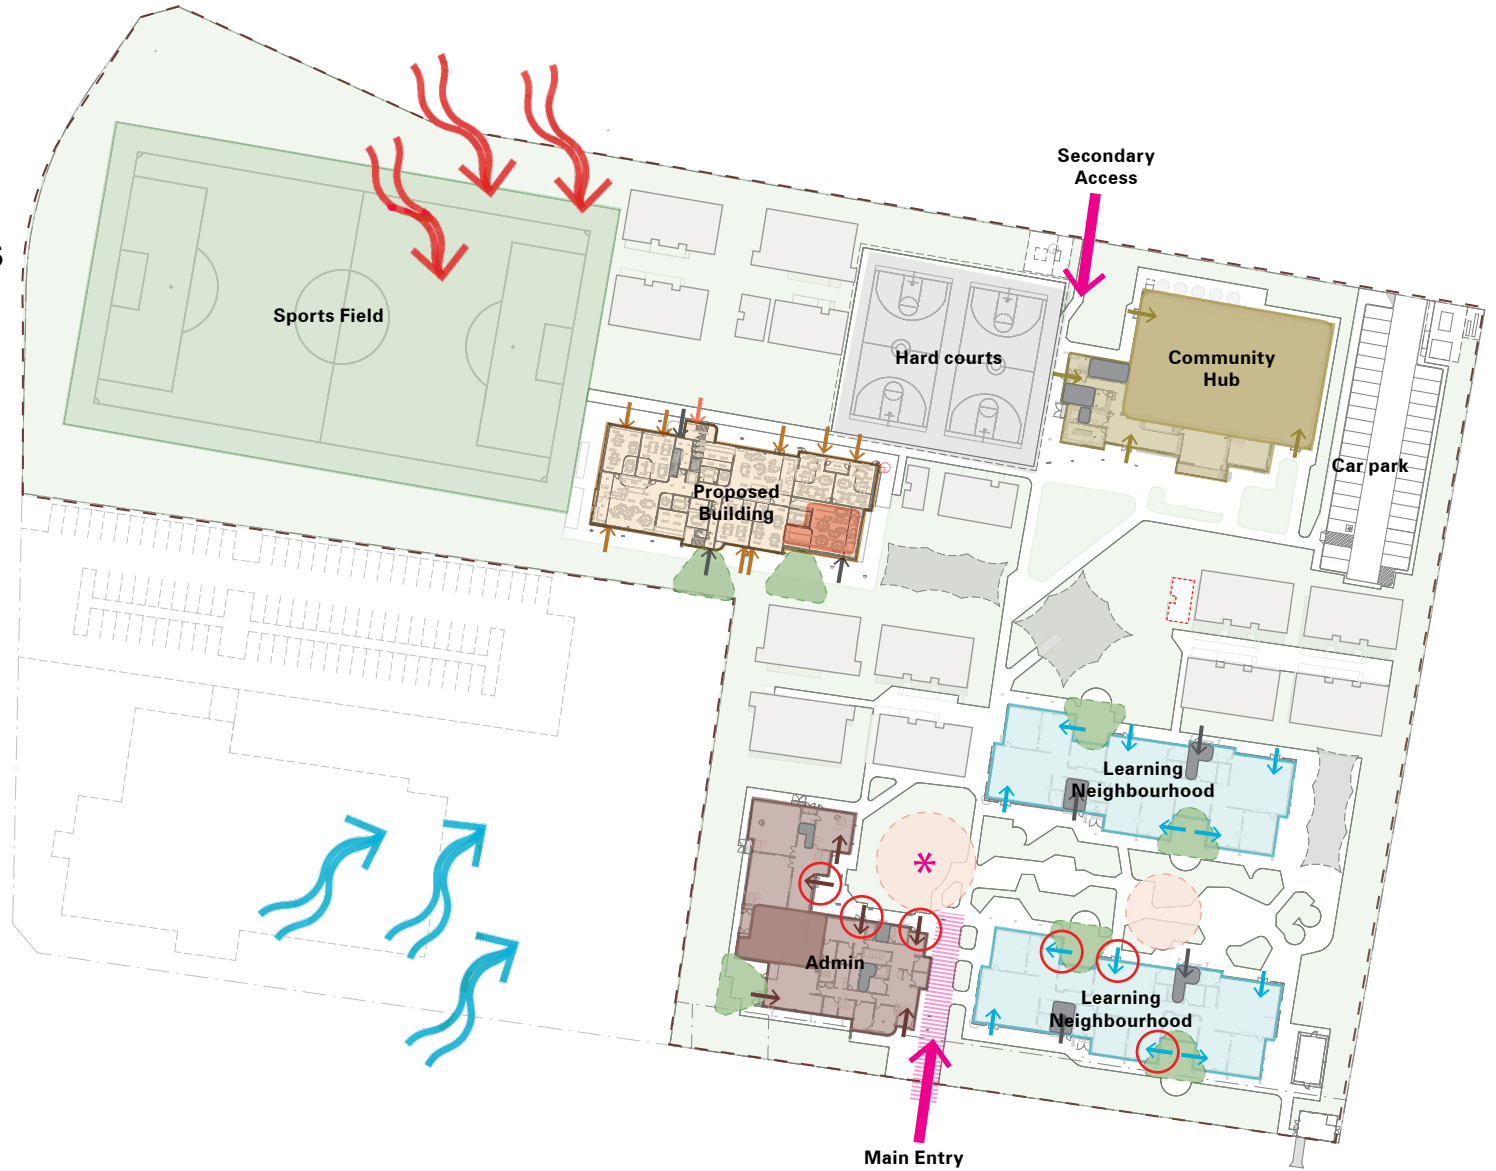 Secondary
Access
Sports Field
Hard courts
Community
Hub
Car park
Proposed
Building
Learning
Neighbourhood
*
Admin
Learning
Neighbourhood
Main Entry